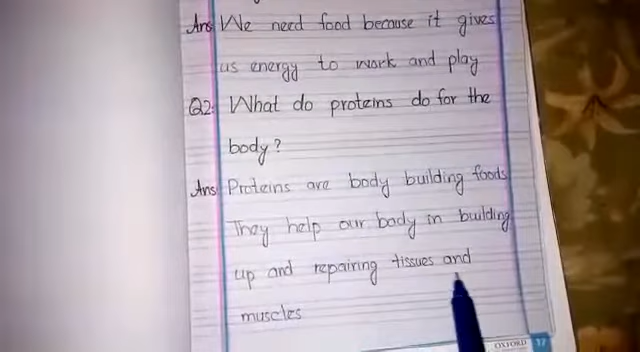 Ans We need food because it gives
us energy to work and play
Q2: What do proteins do for the
body?
Ans Proteins are body building foods
They help our body in building
up and repairing tissues and
muscles
OXFORD 17